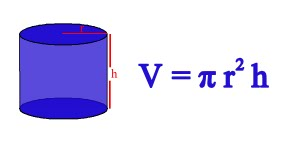 r
h
V = π r² h